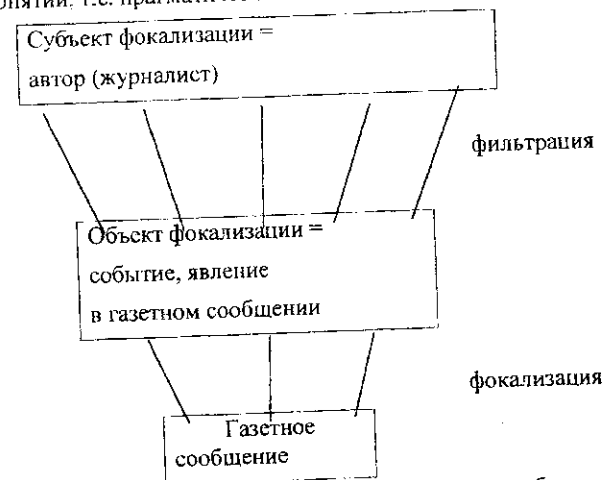 Субъект фокализации =
автор (журналист)
фильтрация
Объект фокализации =
событие, явление
в газетном сообщении
фокализация
Газетное
сообщение